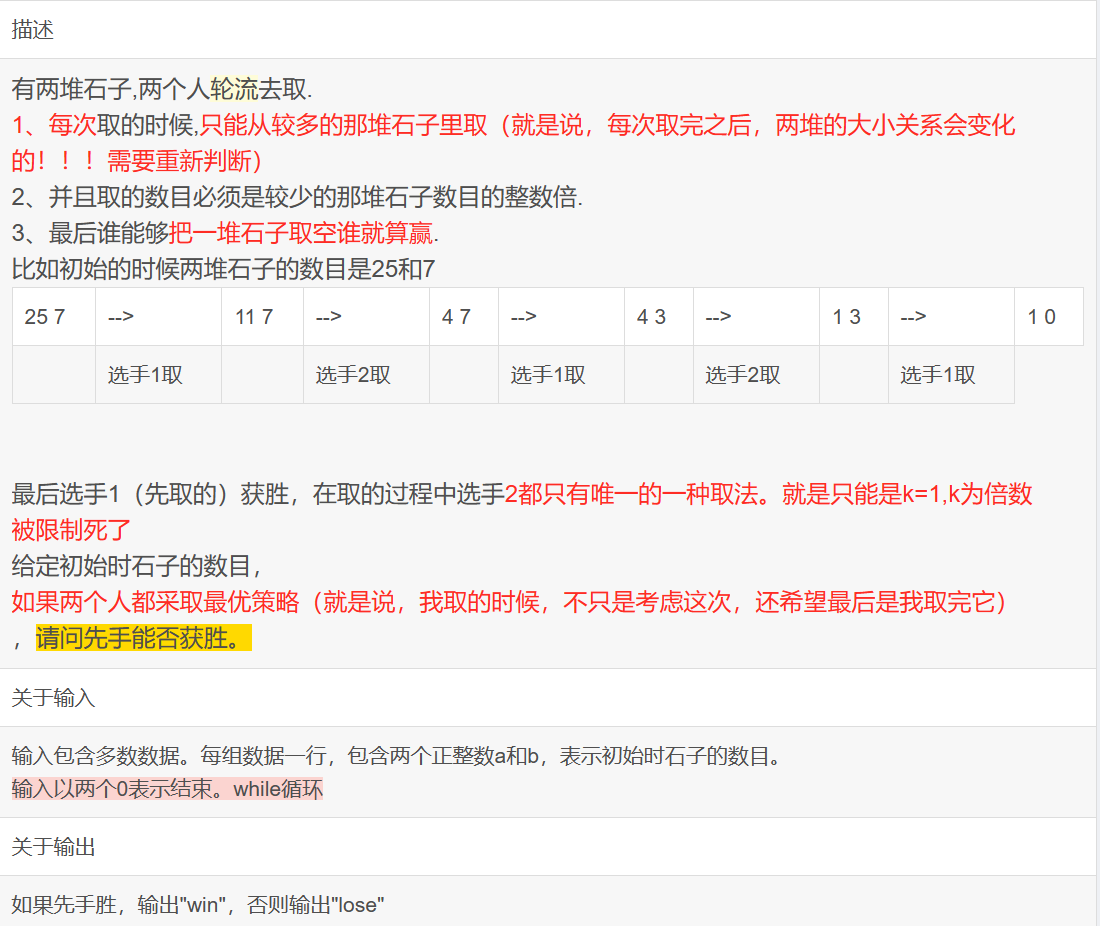 描述
有两堆石子,两个人轮流去取.
1、每次取的时候,只能从较多的那堆石子里取（就是说，每次取完之后，两堆的大小关系会变化
的！！！需要重新判断）
2、并且取的数目必须是较少的那堆石子数目的整数倍.
3、最后谁能够把一堆石子取空谁就算赢.
比如初始的时候两堆石子的数目是25和7
25 7 --> 11 7 --> 4 7 --> 4 3 --> 1 3 --> 1 0
选手1取 选手2取 选手1取 选手2取 选手1取
最后选手1（先取的）获胜，在取的过程中选手2都只有唯一的一种取法。就是只能是k=1,k为倍数
被限制死了
给定初始时石子的数目，
如果两个人都采取最优策略（就是说，我取的时候，不只是考虑这次，还希望最后是我取完它）
，请问先手能否获胜。
关于输入
输入包含多数数据。每组数据一行，包含两个正整数a和b，表示初始时石子的数目。
输入以两个0表示结束。while循环
关于输出
如果先手胜，输出"win"，否则输出"lose"